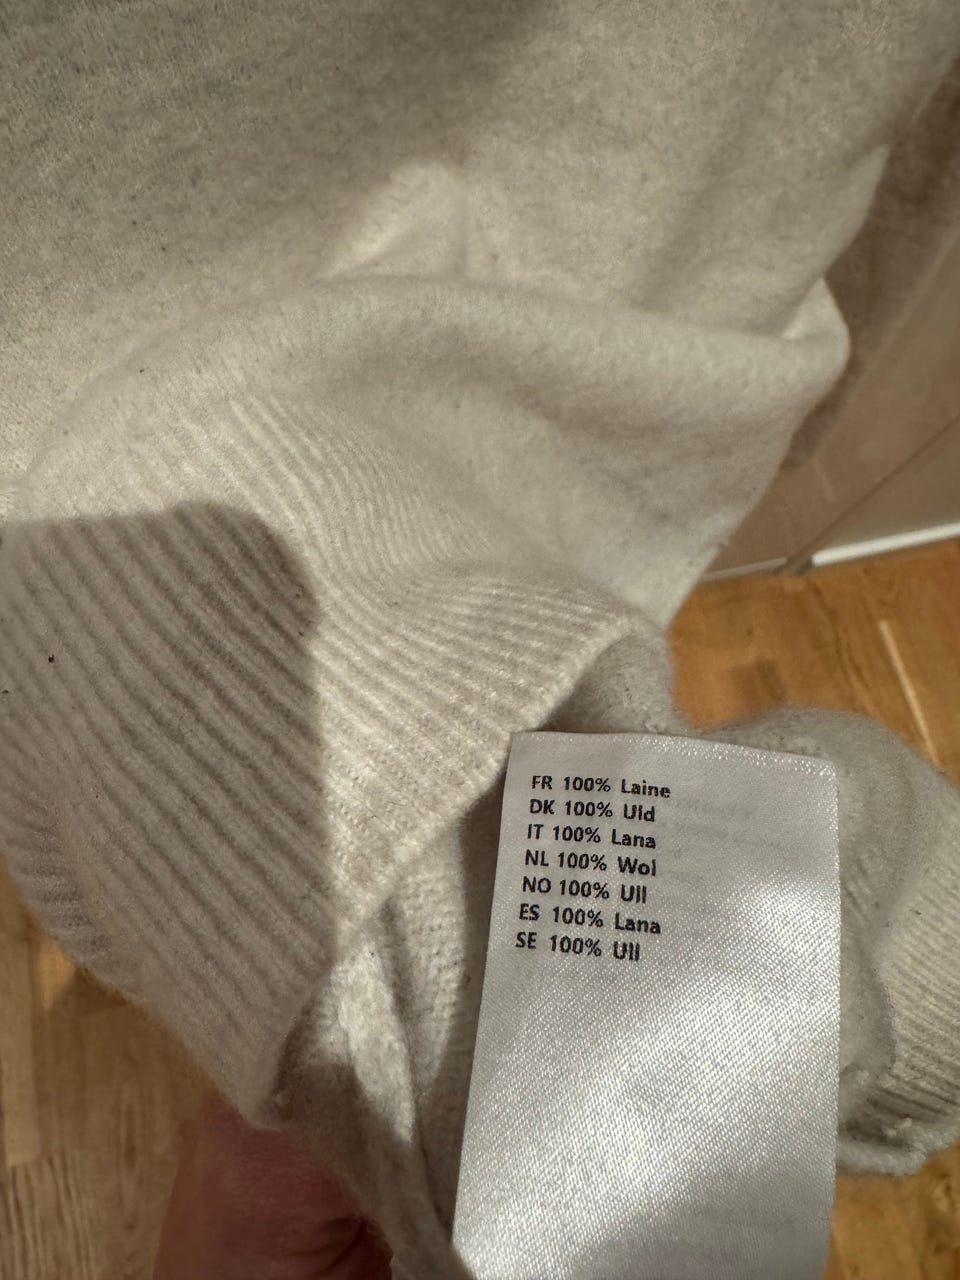 FR 100% Laine
DK 100% Uld
IT 100% Lana
NL 100% Wol
NO 100% Ull
ES 100% Lana
SE 100% Ull